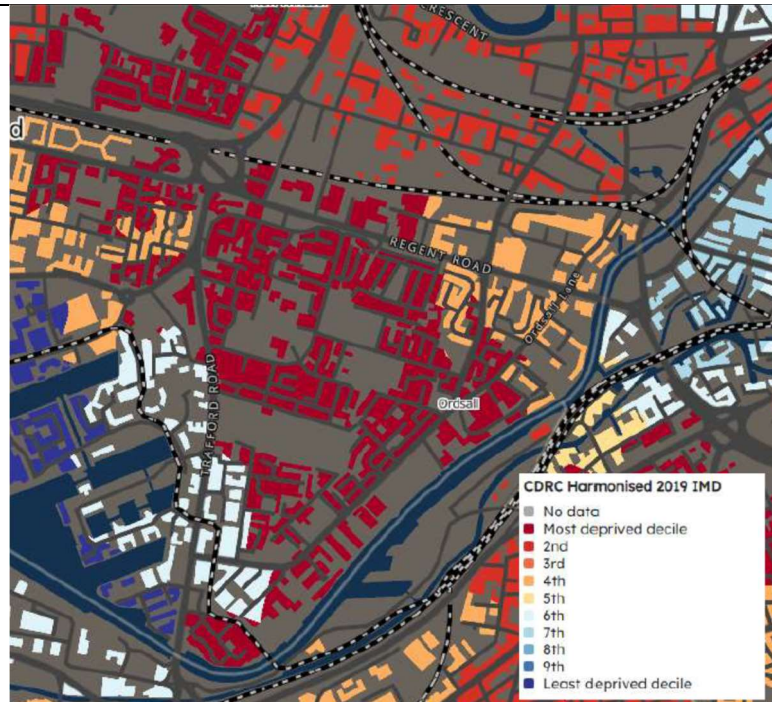 CRESCENT
d
REGENT ROAD
Ordsall Lane
TRAFFORD ROAD
Ordsall
CDRC Harmonised 2019 IMD
No data
Most deprived decile
2nd
3rd
4th
5th
6th
7th
8th
9th
Least deprived decile